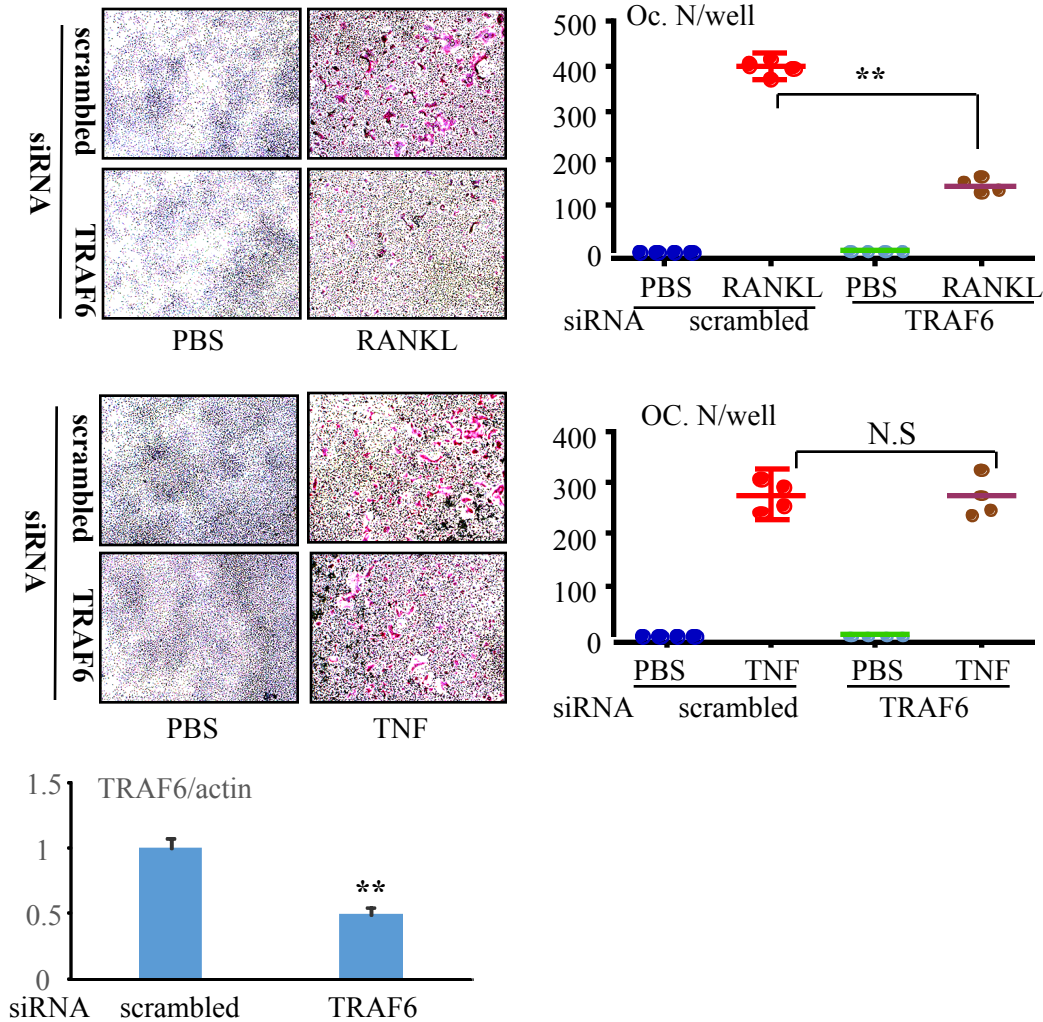 siRNA
scrambled
TRAF6
PBS
RANKL
Oc. N/well
500
400
300
200
100
0
**
PBS RANKL PBS RANKL
siRNA scrambled TRAF6
siRNA
scrambled
TRAF6
PBS
TNF
OC. N/well
400
300
200
100
0
N.S
PBS TNF PBS TNF
siRNA scrambled TRAF6
TRAF6/actin
1.5
1
0.5
0
**
siRNA scrambled TRAF6